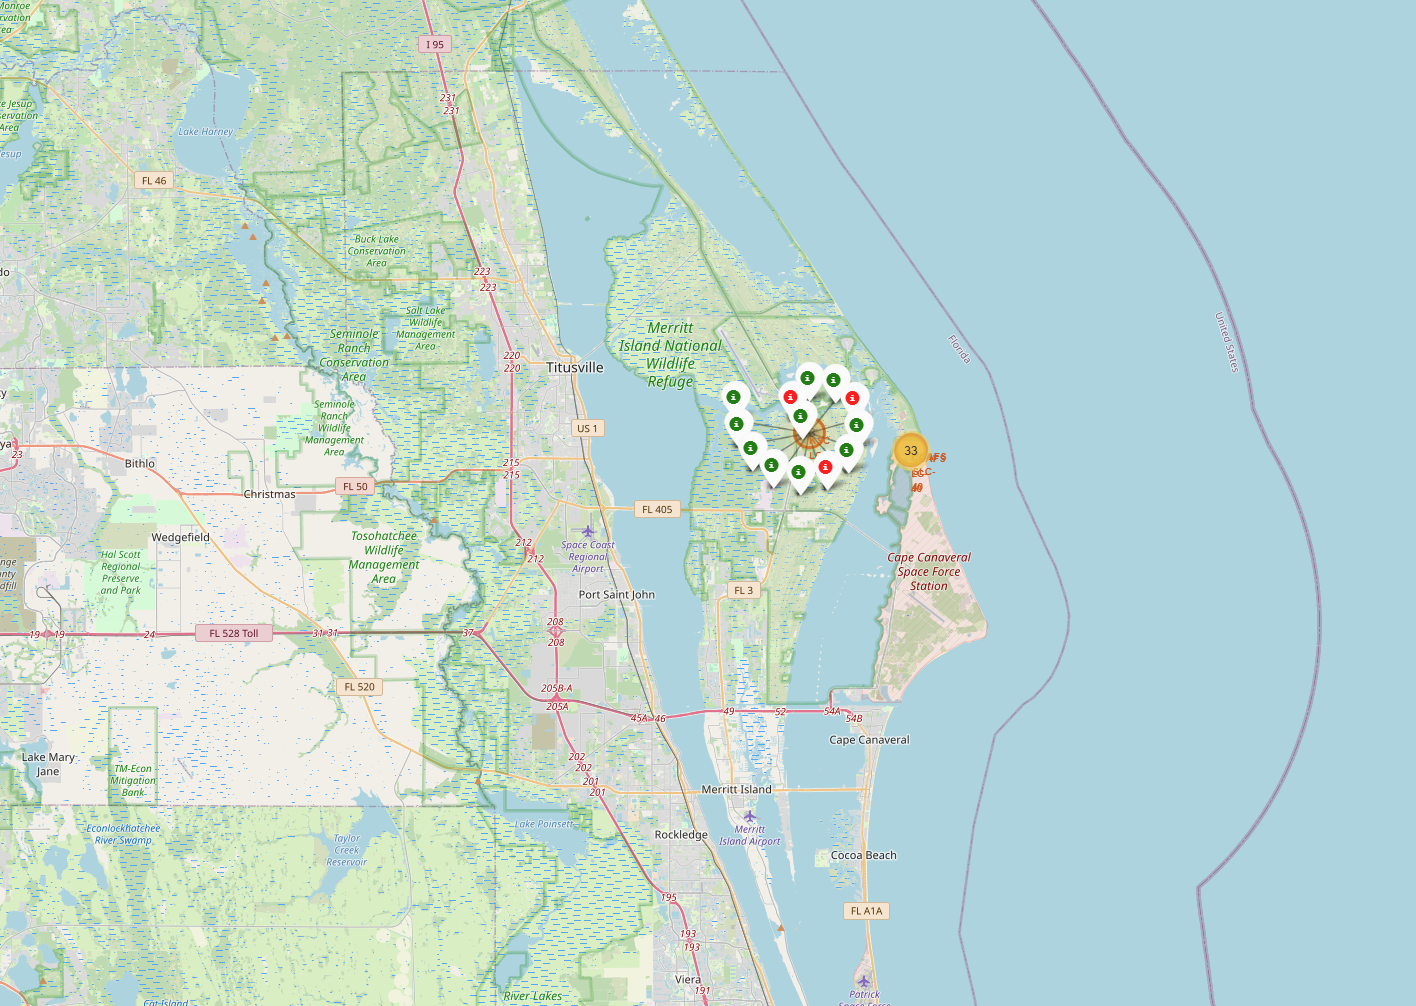 Monroe
I 95
231
231
Lake Harney
FL 46
Buck Lake
Conservation
Area
223
223
Salt Lake
Wildlife
Management
Area
Seminole
Ranch
Conservation
Area
220
220
Titusville
Merritt
Island National
Wildlife
Refuge
Florida
United States
Seminole
Ranch
Wildlife
Management
Area
US 1
23
Bithlo
215
215
33
Christmas
FL 50
FL 405
Wedgefield
Tosohatchee
Wildlife
Management
Area
212
212
Space Coast
Regional
Airport
Hal Scott
Regional
Preserve
and Park
Cape Canaveral
Space Force
Station
FL 3
Port Saint John
208
208
19
19
24
FL 528 Toll
31
31
37
FL 520
205B-A
205A
45A
46
49
52
54A
54B
Cape Canaveral
Lake Mary
Jane
TM-Econ
Mitigation
Bank
202
202
201
201
Merritt Island
Econlockhatchee
River Swamp
Taylor
Creek
Reservoir
Lake Poinsett
Rockledge
Merritt
Island Airport
Cocoa Beach
195
FL A1A
193
193
Viera
191
River Lakes
Cat Island
Patrick
Space Force